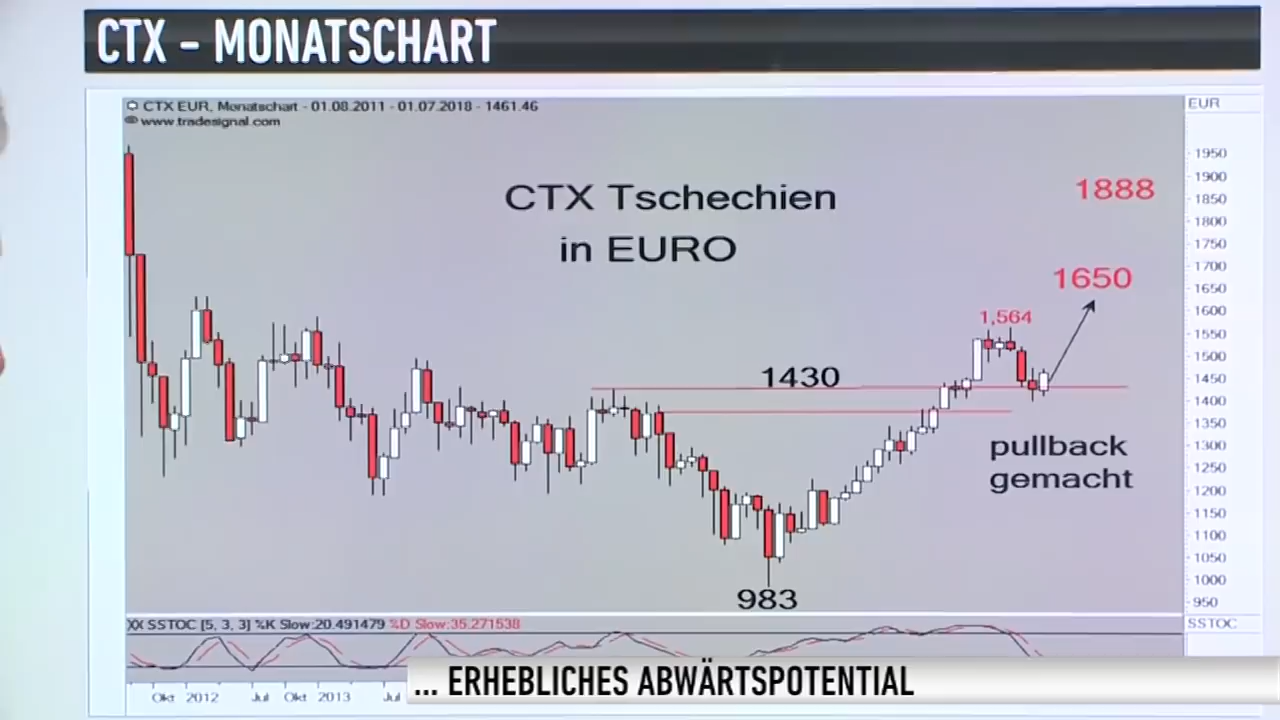 CTX – MONATSCHART
CTX EUR, Monatschart - 01.08.2011 - 01.07.2018 - 1461.46
www.tradesignal.com
EUR
CTX Tschechien
in EURO
1888
1650
1,564
1430
pullback
gemacht
983
1950
1900
1850
1800
1750
1700
1650
1600
1550
1500
1450
1400
1350
1300
1250
1200
1150
1100
1050
1000
950
SSTOC [5, 3, 3] %K Slow:20.491479 %D Slow:35.271538
SSTOC
Okt 2012 Jul Okt 2013 Jul
... ERHEBLICHES ABWÄRTSPOTENTIAL